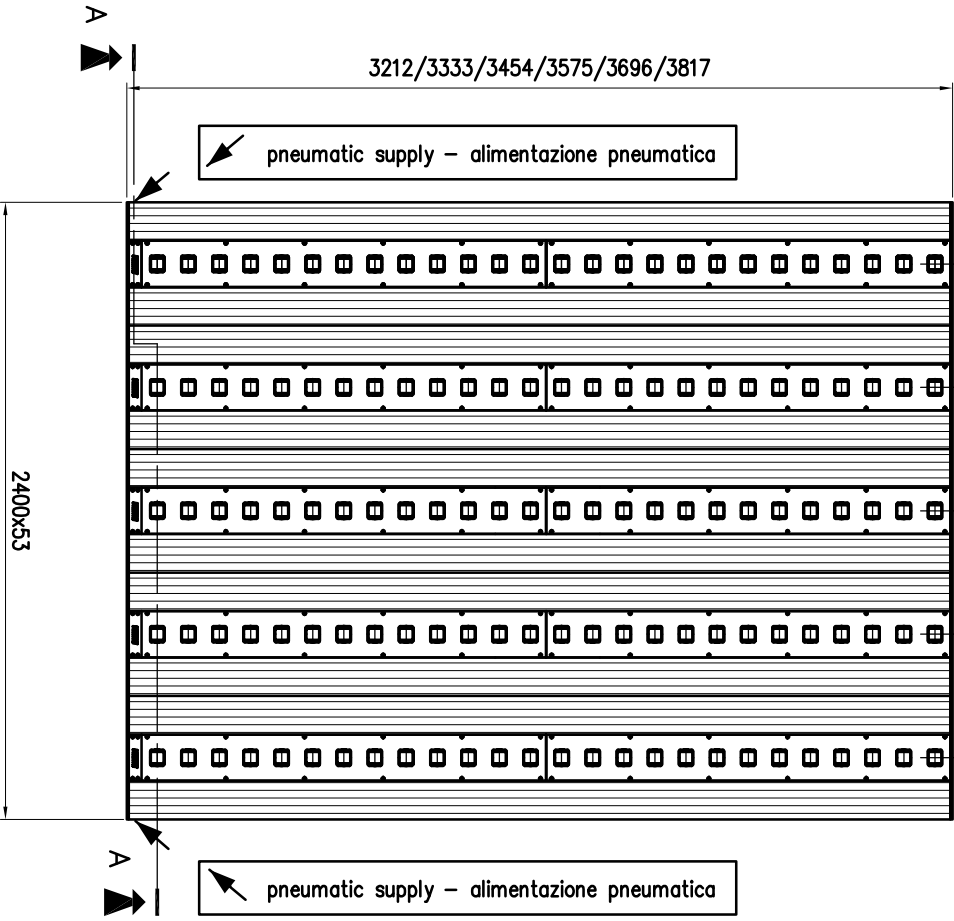 A
3212/3333/3454/3575/3696/3817
pneumatic supply – alimentazione pneumatica
2400x53
A
pneumatic supply – alimentazione pneumatica